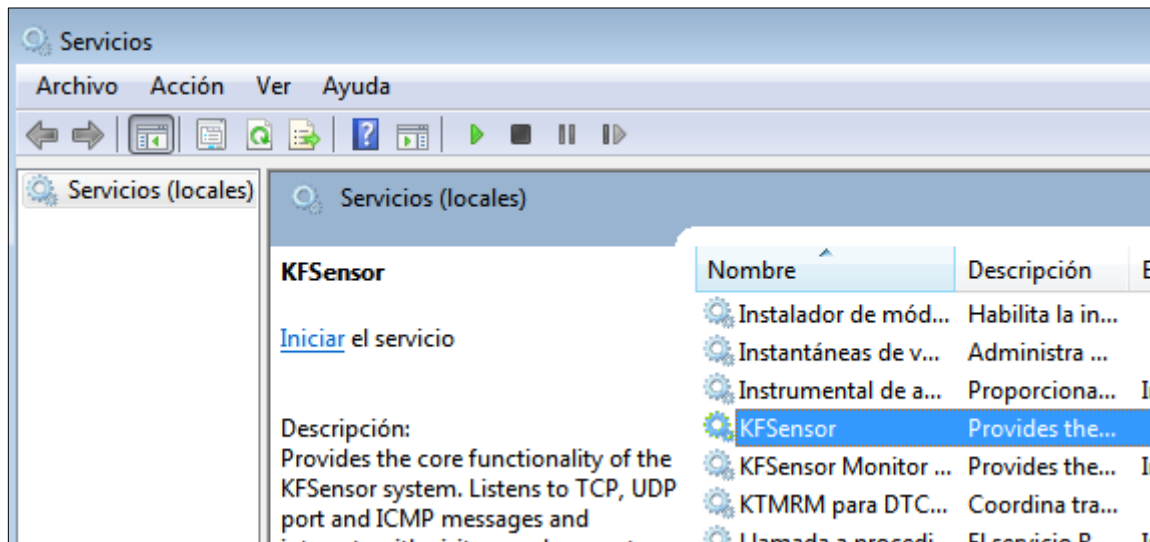 Servicios
Archivo Acción Ver Ayuda
Servicios (locales)
Servicios (locales)
KFSensor
Iniciar el servicio
Descripción:
Provides the core functionality of the
KFSensor system. Listens to TCP, UDP
port and ICMP messages and
Nombre Descripción E
Instalador de mód... Habilita la in...
Instantáneas de v... Administra ...
Instrumental de a... Proporciona... I
KFSensor Provides the...
KFSensor Monitor ... Provides the... I
KTMRM para DTC... Coordina tra...